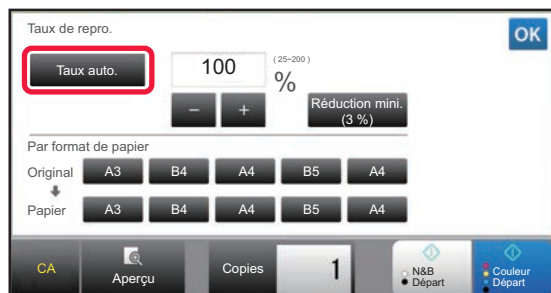 Taux de repro.
OK
Taux auto.
100
(25~200)
%
−
+
Réduction mini.
(3 %)
Par format de papier
Original A3 B4 A4 B5 A4
Papier A3 B4 A4 B5 A4
CA
Aperçu
Copies
1
N&B
Départ
Couleur
Départ